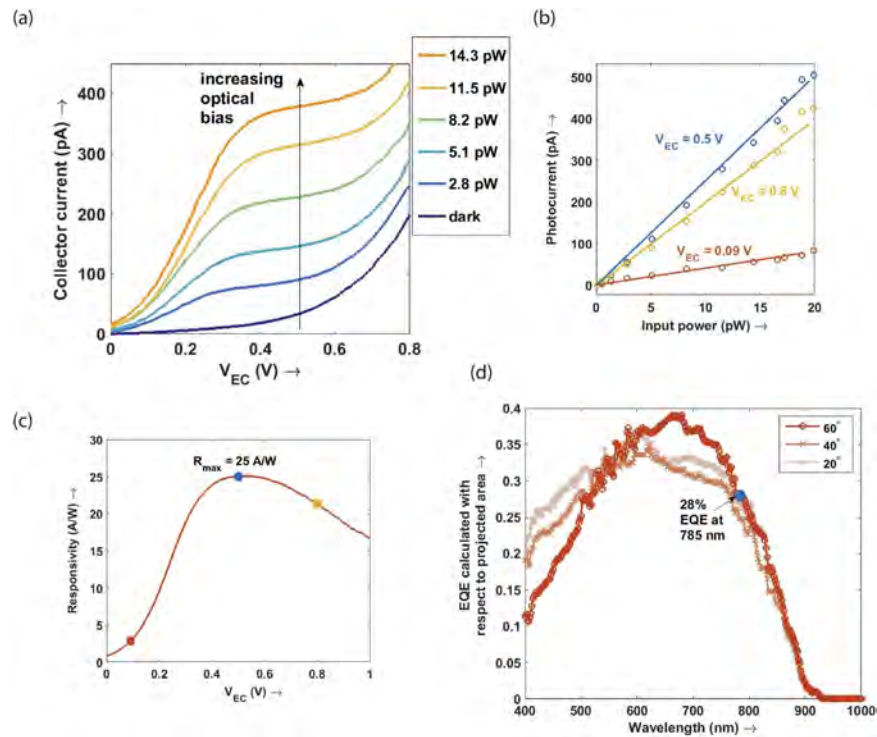 (a)
increasing
optical
bias
14.3 pW
11.5 pW
8.2 pW
5.1 pW
2.8 pW
dark
400
300
200
100
0
Collector current (pA) →
0
0.2
0.4
0.6
0.8
V_EC (V) →
(b)
500
400
300
200
100
0
Photocurrent (pA) →
V_EC = 0.5 V
V_EC = 0.8 V
V_EC = 0.09 V
0
5
10
15
20
Input power (pW) →
(c)
30
25
20
15
10
5
0
Responsivity (A/W) →
R_max = 25 A/W
0
0.2
0.4
0.6
0.8
1
V_EC (V) →
(d)
0.4
0.35
0.3
0.25
0.2
0.15
0.1
0.05
0
EQE calculated with
respect to projected area →
60°
40°
20°
28%
EQE at
785 nm
400
500
600
700
800
900
1000
Wavelength (nm) →